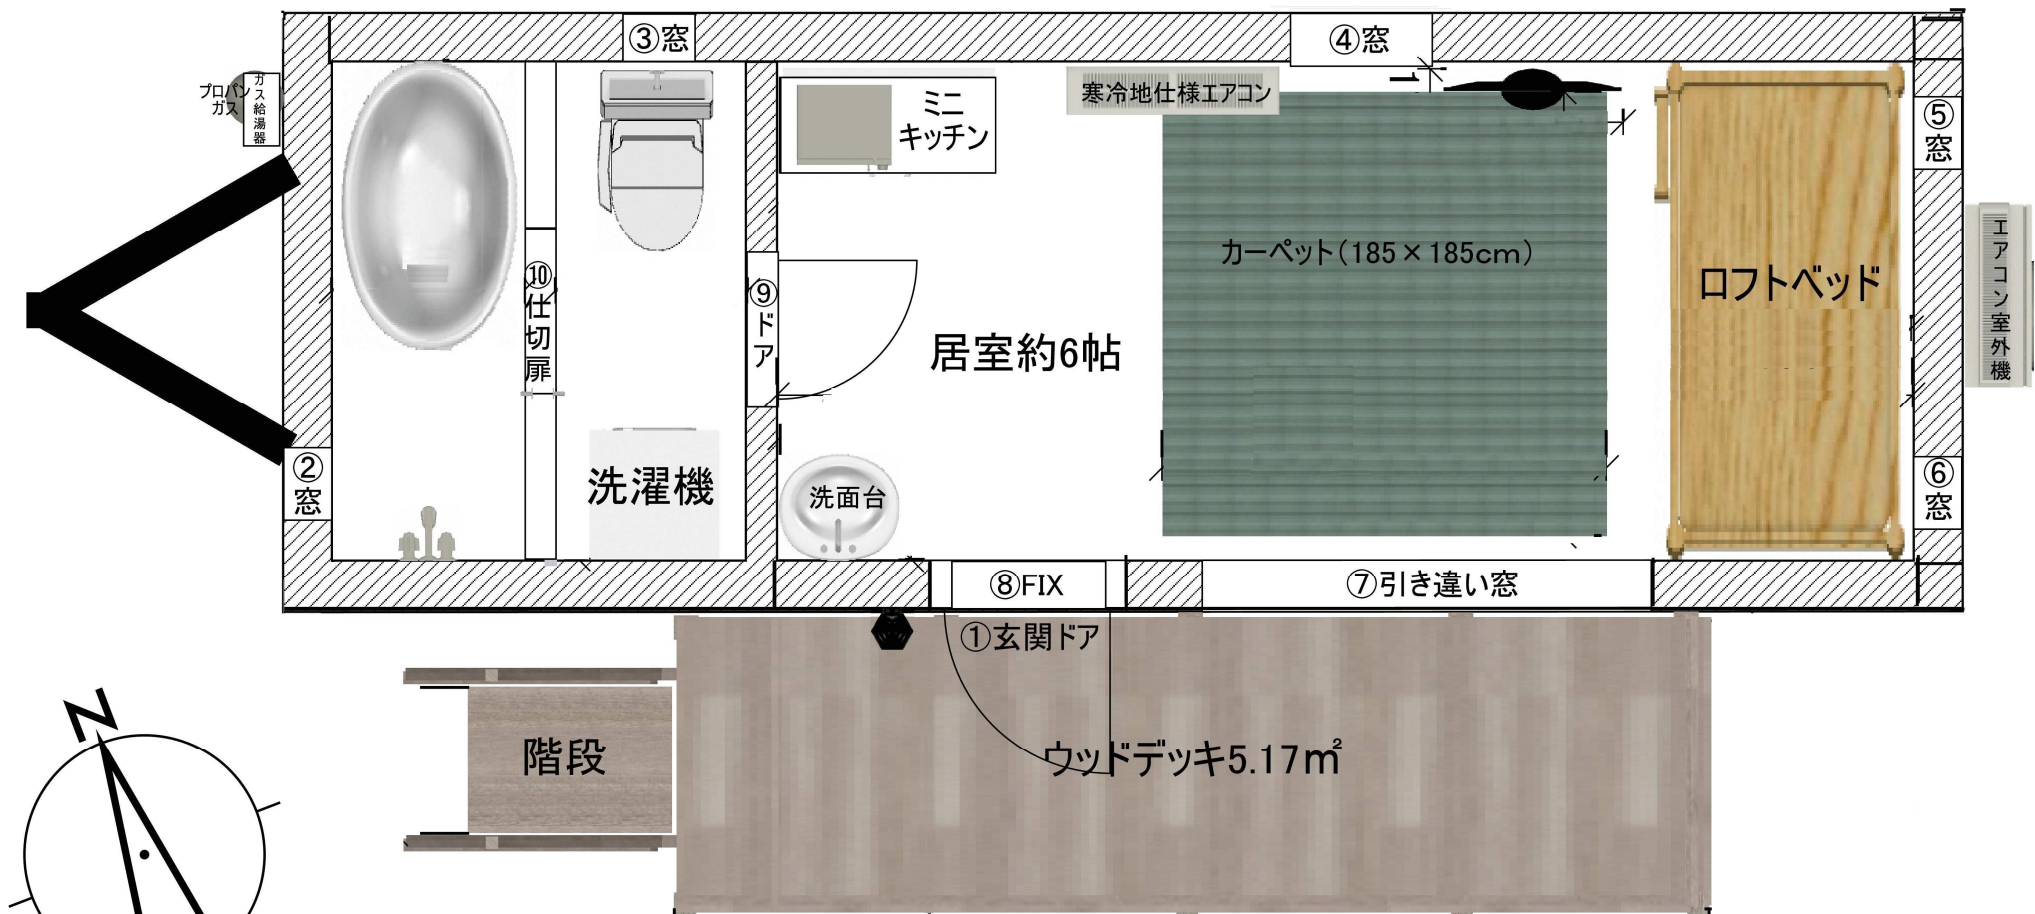 ③窓
④窓
プロパン
ガス
ガス給湯器
ミニ
キッチン
寒冷地仕様エアコン
⑤
窓
カーペット(185×185cm)
エアコン室外機
⑩仕切扉
⑨ドア
ロフトベッド
居室約6帖
②
窓
洗濯機
洗面台
⑥
窓
⑧FIX
⑦引き違い窓
①玄関ドア
N
階段
ウッドデッキ5.17㎡